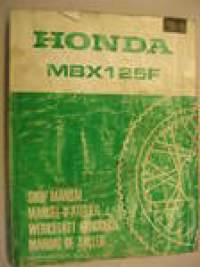 HONDA
MBX125F
SHOP MANUAL
MANUEL D'ATELIER
WERKSTATT-HANDBUCH
MANUAL DE TALLER